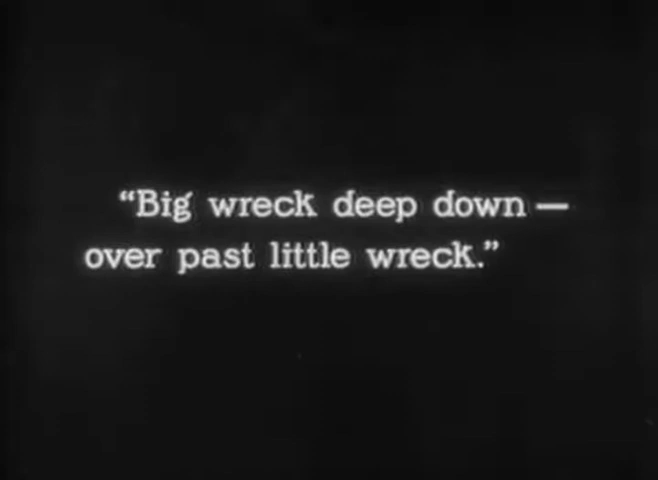 “Big wreck deep down —
over past little wreck.”